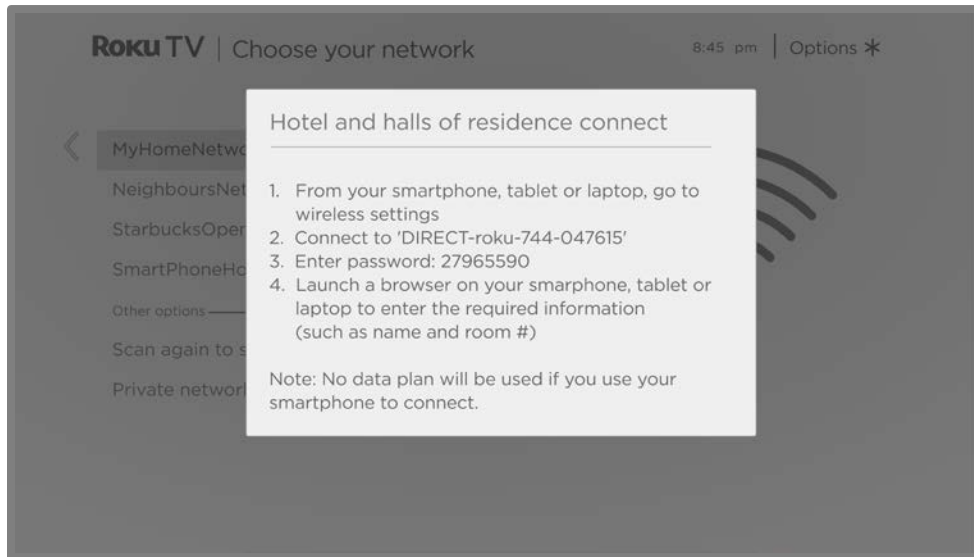 Roku TV | Choose your network
8:45 pm | Options *
Hotel and halls of residence connect
MyHomeNetwo
NeighboursNet
StarbucksOper
SmartPhoneHo
Other options
Scan again to s
Private networ
1. From your smartphone, tablet or laptop, go to
wireless settings
2. Connect to 'DIRECT-roku-744-047615'
3. Enter password: 27965590
4. Launch a browser on your smarphone, tablet or
laptop to enter the required information
(such as name and room #)
Note: No data plan will be used if you use your
smartphone to connect.